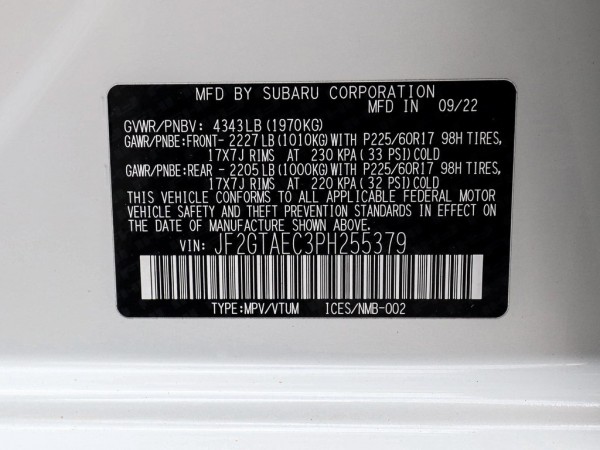 MFD BY SUBARU CORPORATION
MFD IN 09/22
GVWR/PNBV: 4343LB (1970KG)
GAWR/PNBE:FRONT- 2227 LB (1010KG) WITH P225/60R17 98H TIRES,
17X7J RIMS AT 230 KPA (33 PSI) COLD
GAWR/PNBE:REAR - 2205 LB (1000KG) WITH P225/60R17 98H TIRES,
17X7J RIMS AT 220 KPA (32 PSI) COLD
THIS VEHICLE CONFORMS TO ALL APPLICABLE FEDERAL MOTOR
VEHICLE SAFETY AND THEFT PREVENTION STANDARDS IN EFFECT ON
THE DATE OF MANUFACTURE SHOWN ABOVE.
VIN: JF2GTAEC3PH255379
TYPE:MPV/VTUM ICES/NMB-002